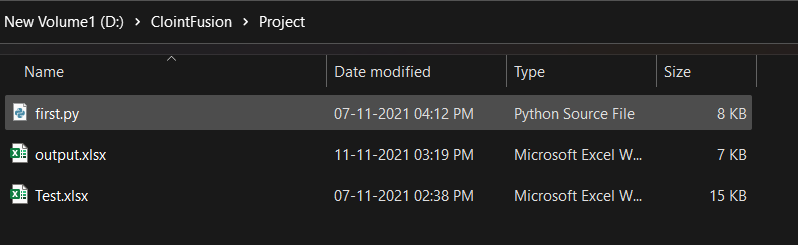 New Volume1 (D:) > ClointFusion > Project
Name Date modified Type Size
first.py 07-11-2021 04:12 PM Python Source File 8 KB
output.xlsx 11-11-2021 03:19 PM Microsoft Excel W... 7 KB
Test.xlsx 07-11-2021 02:38 PM Microsoft Excel W... 15 KB